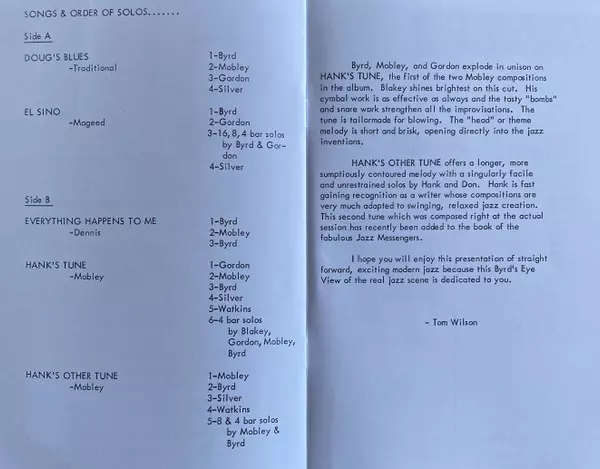 SONGS & ORDER OF SOLOS.......
Side A
DOUG'S BLUES 1-Byrd
-Traditional 2-Mobley
3-Gordon
4-Silver
EL SINO 1-Byrd
-Mageed 2-Gordon
3-16, 8, 4 bar solos
by Byrd & Gor-
don
4-Silver
Side B
EVERYTHING HAPPENS TO ME 1-Byrd
-Dennis 2-Mobley
3-Byrd
HANK'S TUNE 1-Gordon
-Mobley 2-Mobley
3-Byrd
4-Silver
5-Watkins
6-4 bar solos
by Blakey,
Gordon, Mobley,
Byrd
HANK'S OTHER TUNE 1-Mobley
-Mobley 2-Byrd
3-Silver
4-Watkins
5-8 & 4 bar solos
by Mobley &
Byrd
Byrd, Mobley, and Gordon explode in unison on
HANK'S TUNE, the first of the two Mobley compositions
in the album. Blakey shines brightest on this cut. His
cymbal work is as effective as always and the tasty "bombs"
and snare work strengthen all the improvisations. The
tune is tailormade for blowing. The "head" or theme
melody is short and brisk, opening directly into the jazz
inventions.
HANK'S OTHER TUNE offers a longer, more
sumptiously contoured melody with a singularly facile
and unrestrained solos by Hank and Don. Hank is fast
gaining recognition as a writer whose compositions are
very much adapted to swinging, relaxed jazz creation.
This second tune which was composed right at the actual
session has recently been added to the book of the
fabulous Jazz Messengers.
I hope you will enjoy this presentation of straight
forward, exciting modern jazz because this Byrd's Eye
View of the real jazz scene is dedicated to you.
- Tom Wilson